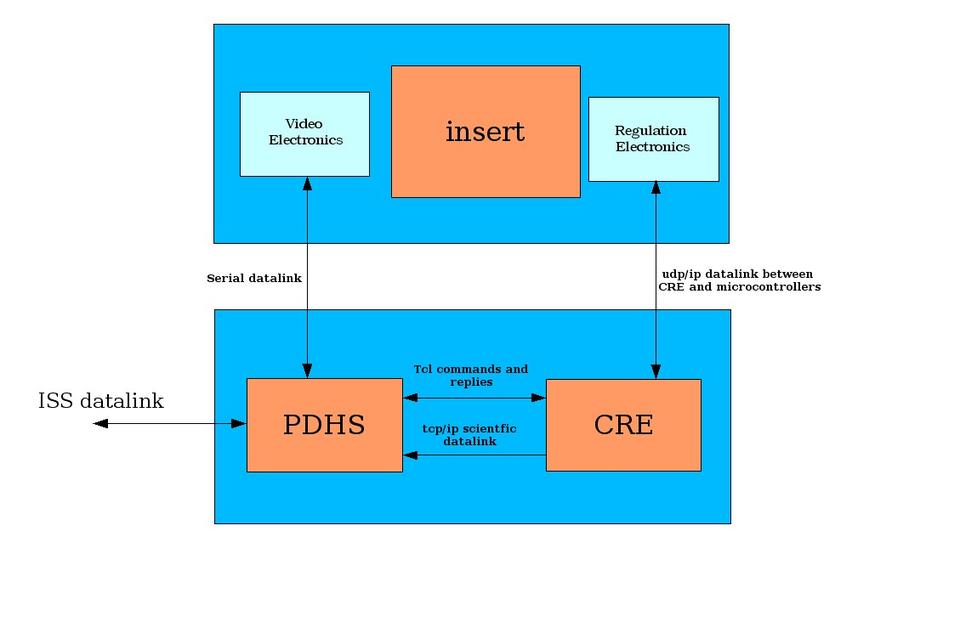 Video
Electronics
insert
Regulation
Electronics
Serial datalink
udp/ip datalink between
CRE and microcontrollers
Tcl commands and
replies
ISS datalink
PDHS
CRE
tcp/ip scientfic
datalink